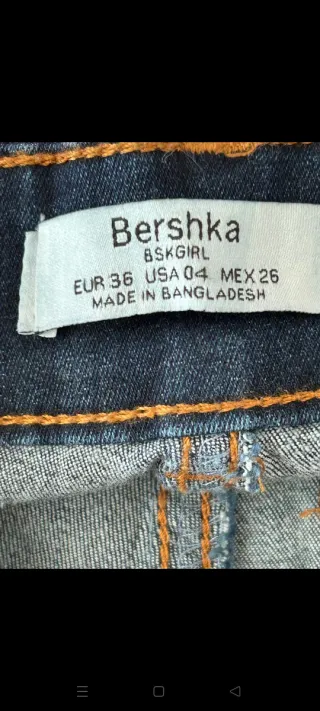 Bershka
BSKGIRL
EUR 36 USA 04 MEX 26
MADE IN BANGLADESH